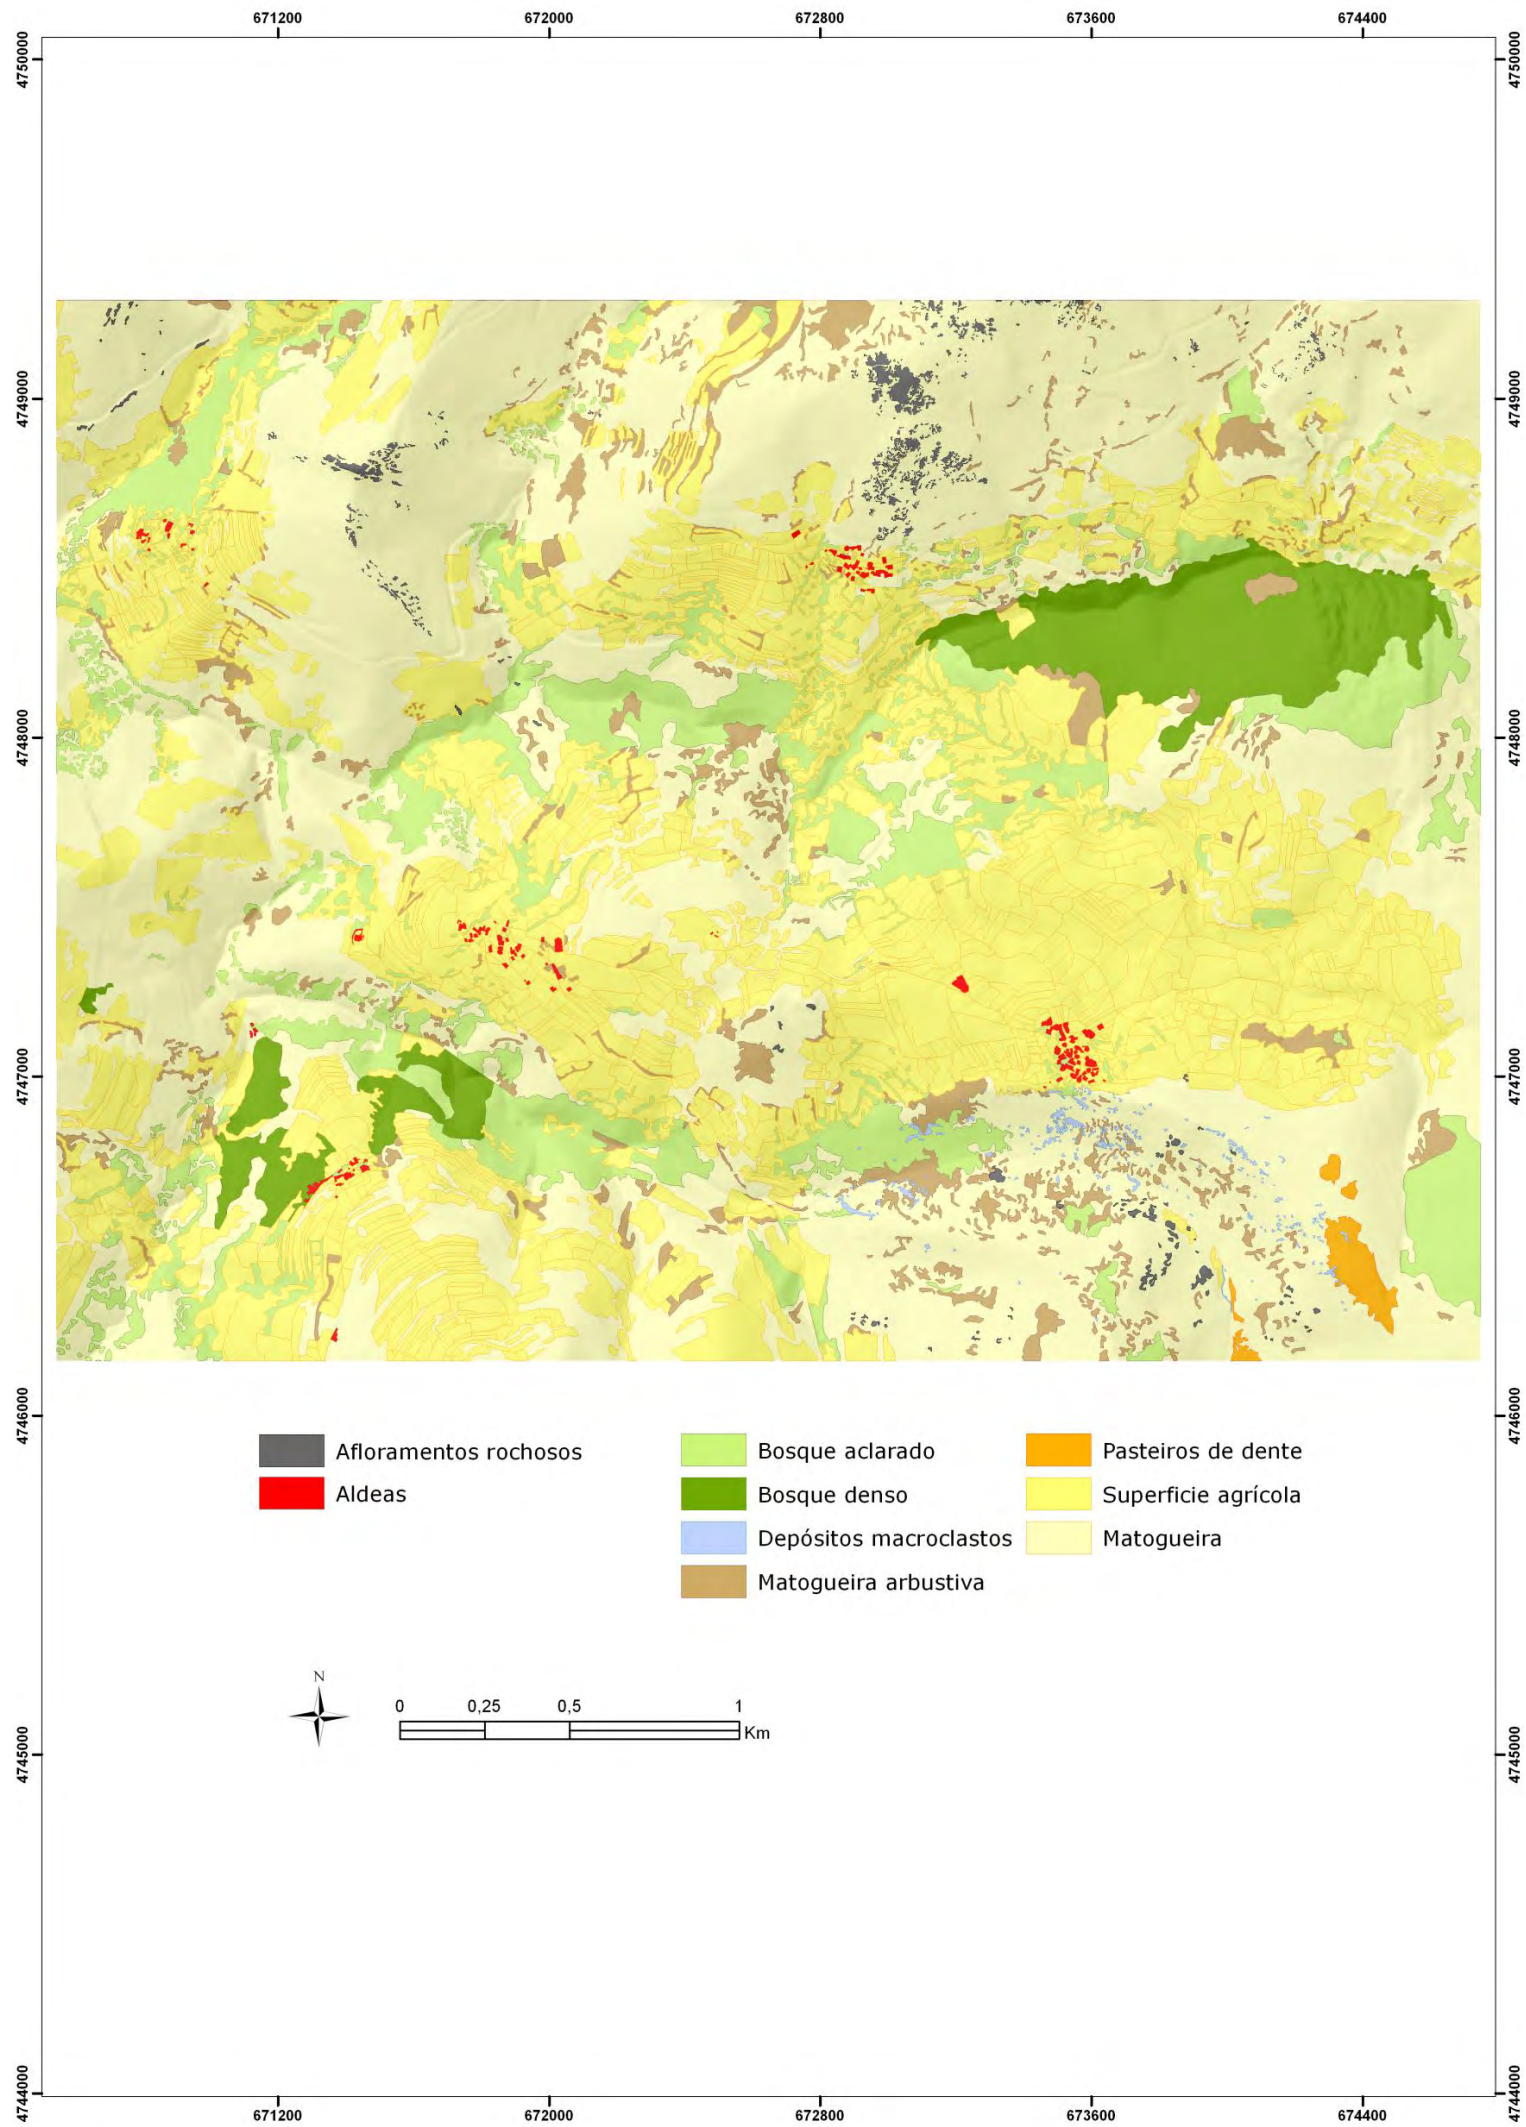 671200 672000 672800 673600 674400
4750000 4750000
4749000 4749000
4748000 4748000
4747000 4747000
4746000 4746000
Afloramentos rochosos Bosque aclarado Pasteiros de dente
Aldeas Bosque denso Superficie agrícola
Depósitos macroclastos Matogueira
Matogueira arbustiva
N
0 0,25 0,5 1
Km
4745000 4745000
4744000 4744000
671200 672000 672800 673600 674400